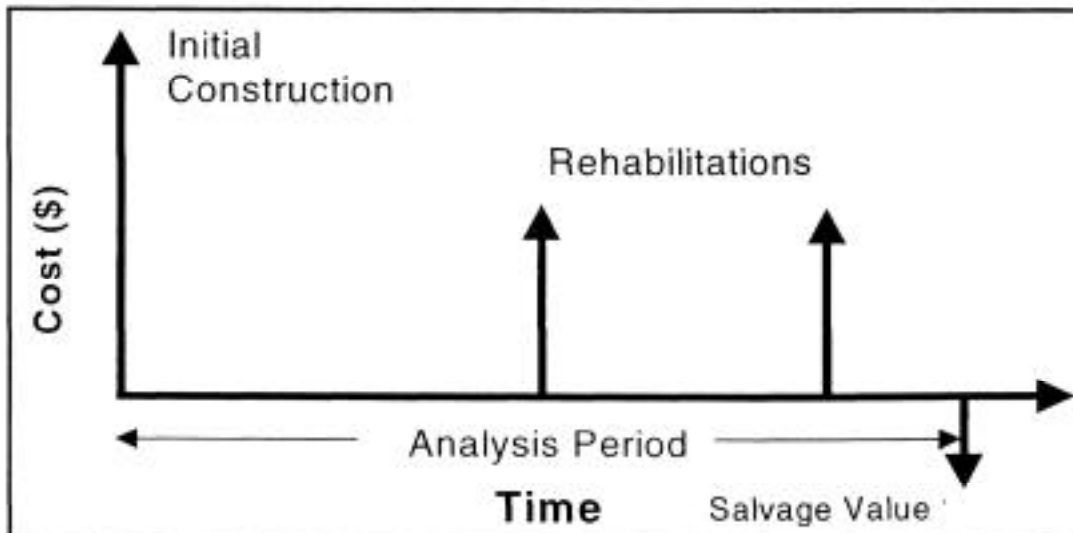 Initial
Construction
Rehabilitations
Cost ($)
Analysis Period
Time
Salvage Value